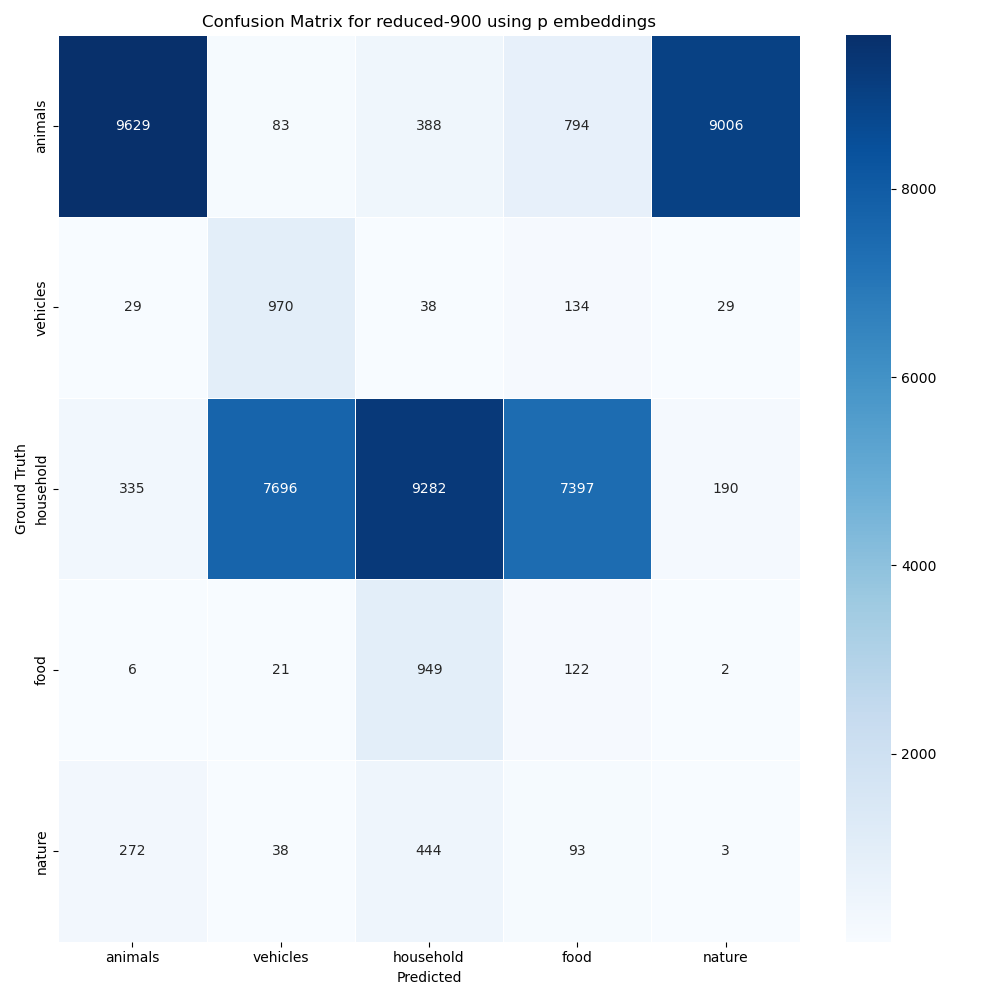 Confusion Matrix for reduced-900 using p embeddings
animals 9629 83 388 794 9006
vehicles 29 970 38 134 29
household 335 7696 9282 7397 190
food 6 21 949 122 2
nature 272 38 444 93 3
animals vehicles household food nature
Predicted
Ground Truth
8000
6000
4000
2000